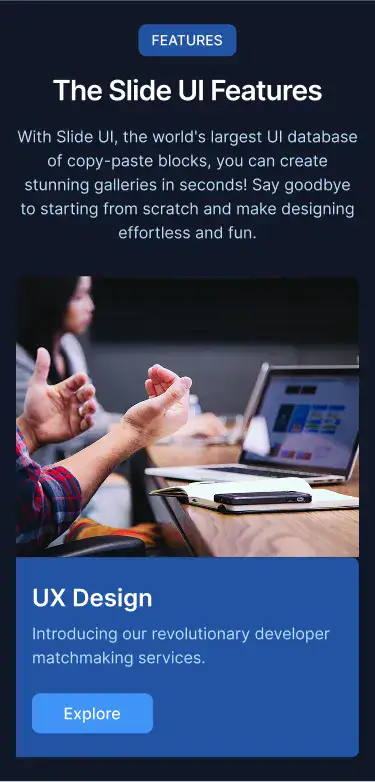 FEATURES
The Slide UI Features
With Slide UI, the world's largest UI database
of copy-paste blocks, you can create
stunning galleries in seconds! Say goodbye
to starting from scratch and make designing
effortless and fun.
UX Design
Introducing our revolutionary developer
matchmaking services.
Explore